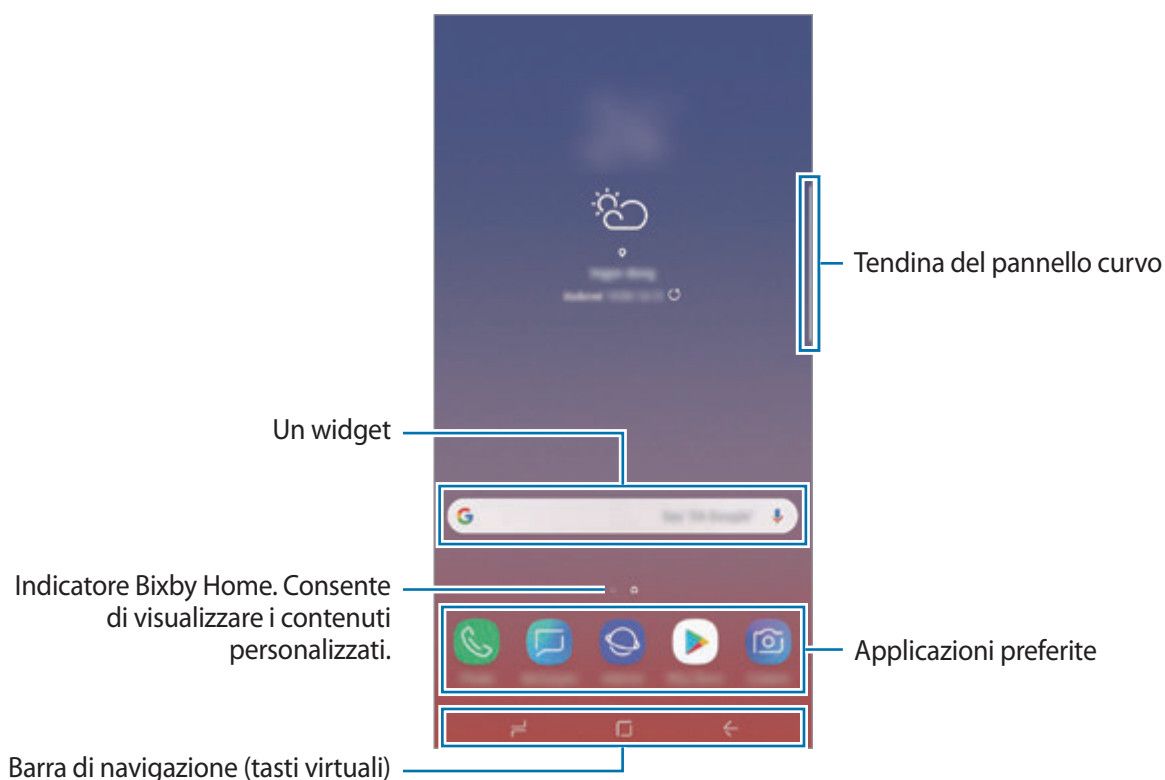 Tendina del pannello curvo
Un widget
Indicatore Bixby Home. Consente
di visualizzare i contenuti
personalizzati.
Applicazioni preferite
Barra di navigazione (tasti virtuali)